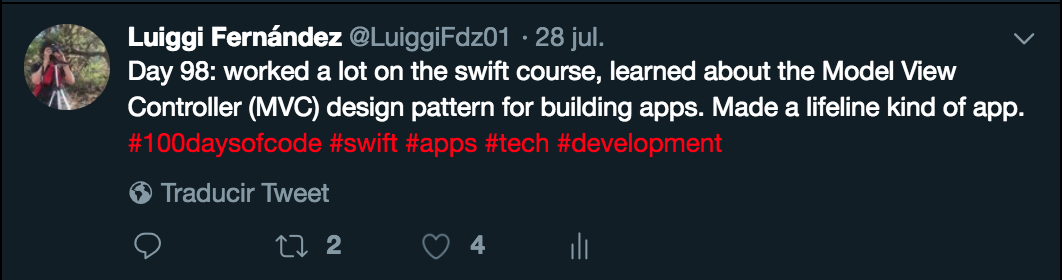 Luiggi Fernández @LuiggiFdz01 · 28 jul.
Day 98: worked a lot on the swift course, learned about the Model View
Controller (MVC) design pattern for building apps. Made a lifeline kind of app.
#100daysofcode #swift #apps #tech #development
Traducir Tweet
2 4